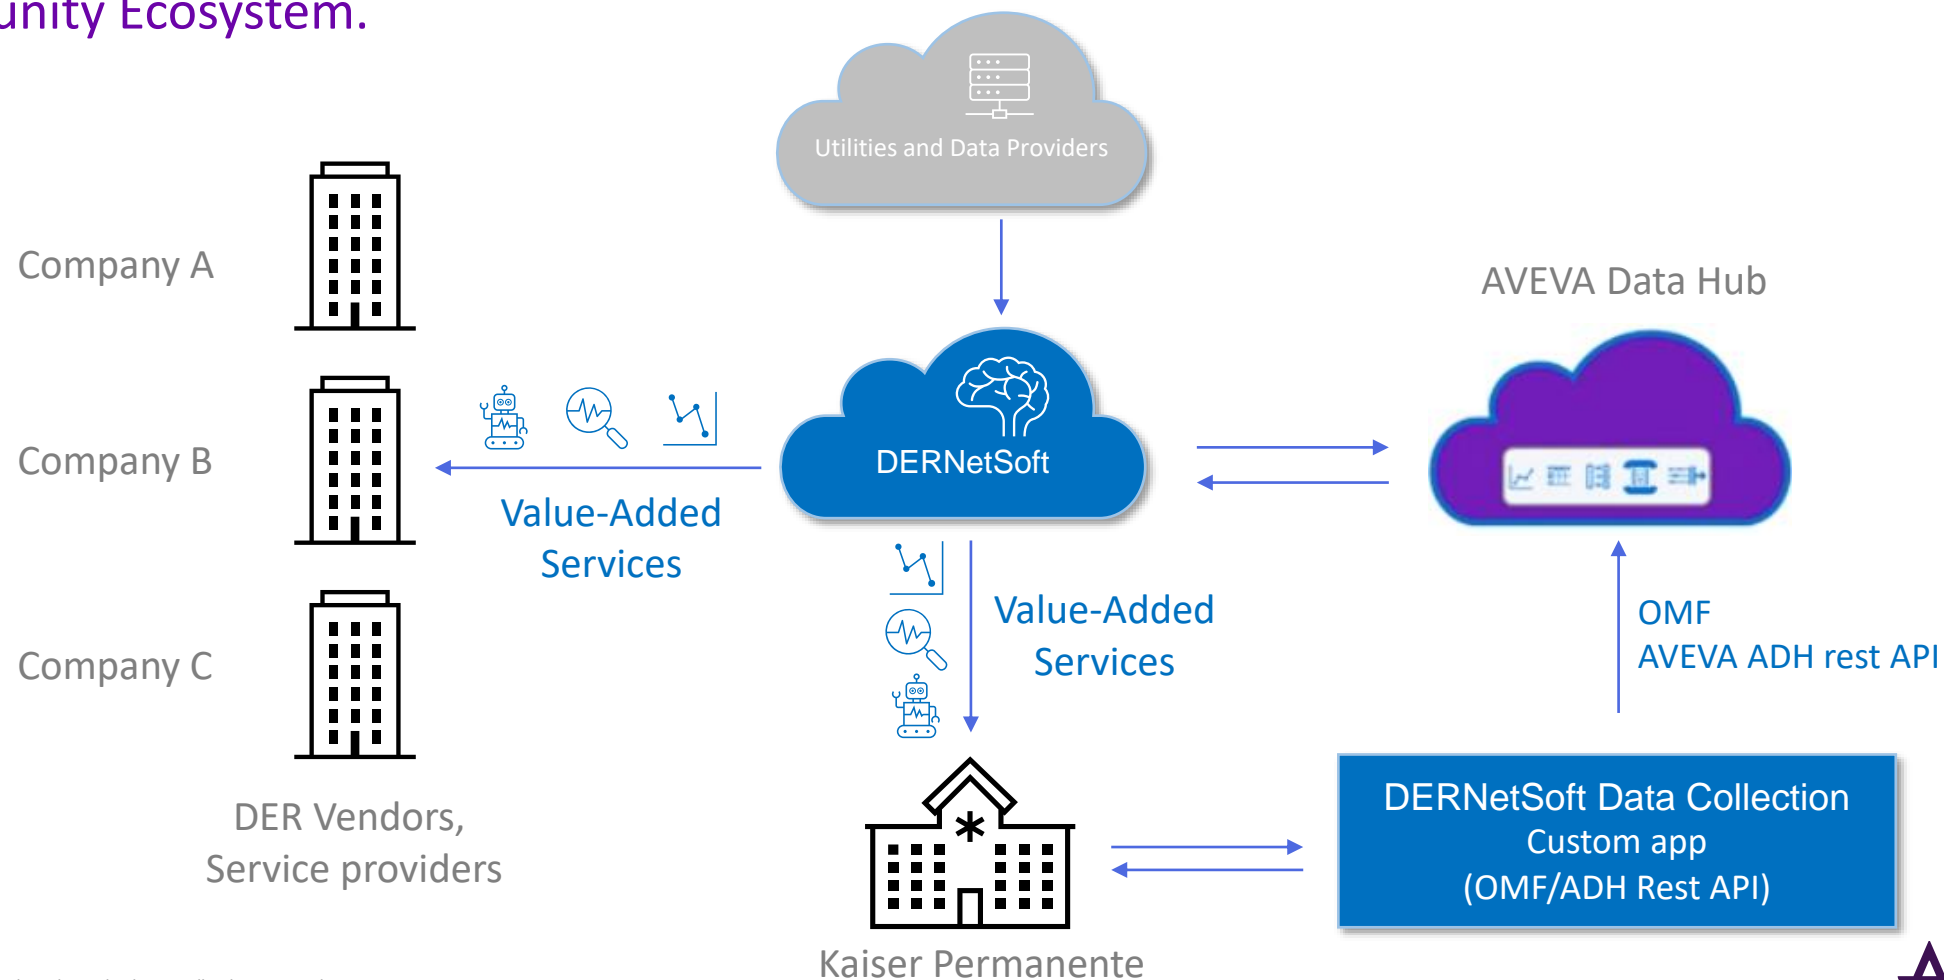 Ecosystem.
Utilities and Data Providers
Company A
AVEVA Data Hub
Company B
DERNetSoft
Value-Added
Services
Value-Added
Services
OMF
AVEVA ADH rest API
Company C
DERNetSoft Data Collection
Custom app
(OMF/ADH Rest API)
DER Vendors,
Service providers
Kaiser Permanente